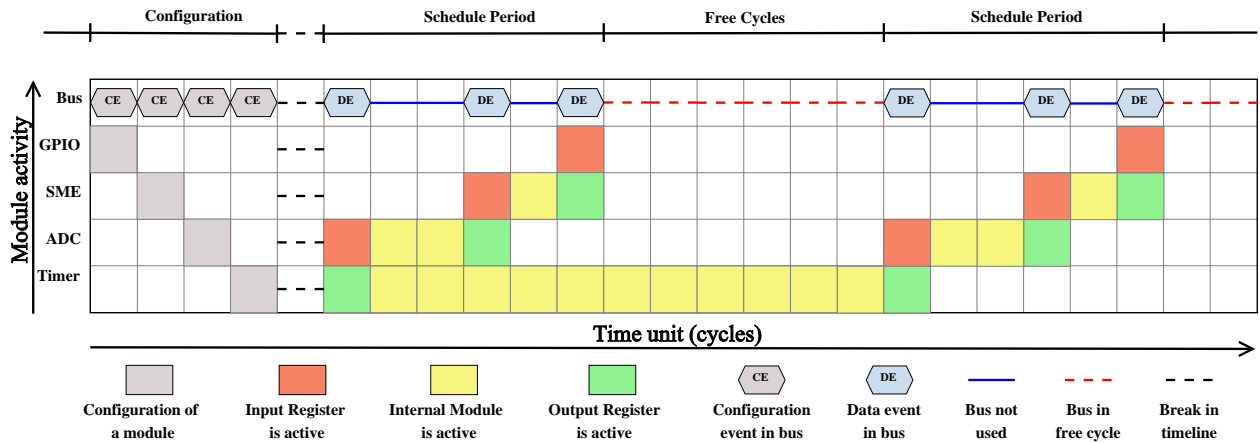 Configuration Schedule Period Free Cycles Schedule Period
Bus CE CE CE CE DE DE DE DE DE DE
GPIO
SME
ADC
Timer
Module activity
Time unit (cycles)
CE DE
Configuration of Input Register Internal Module Output Register Configuration Data event Bus not Bus in Break in
a module is active is active is active event in bus in bus used free cycle timeline